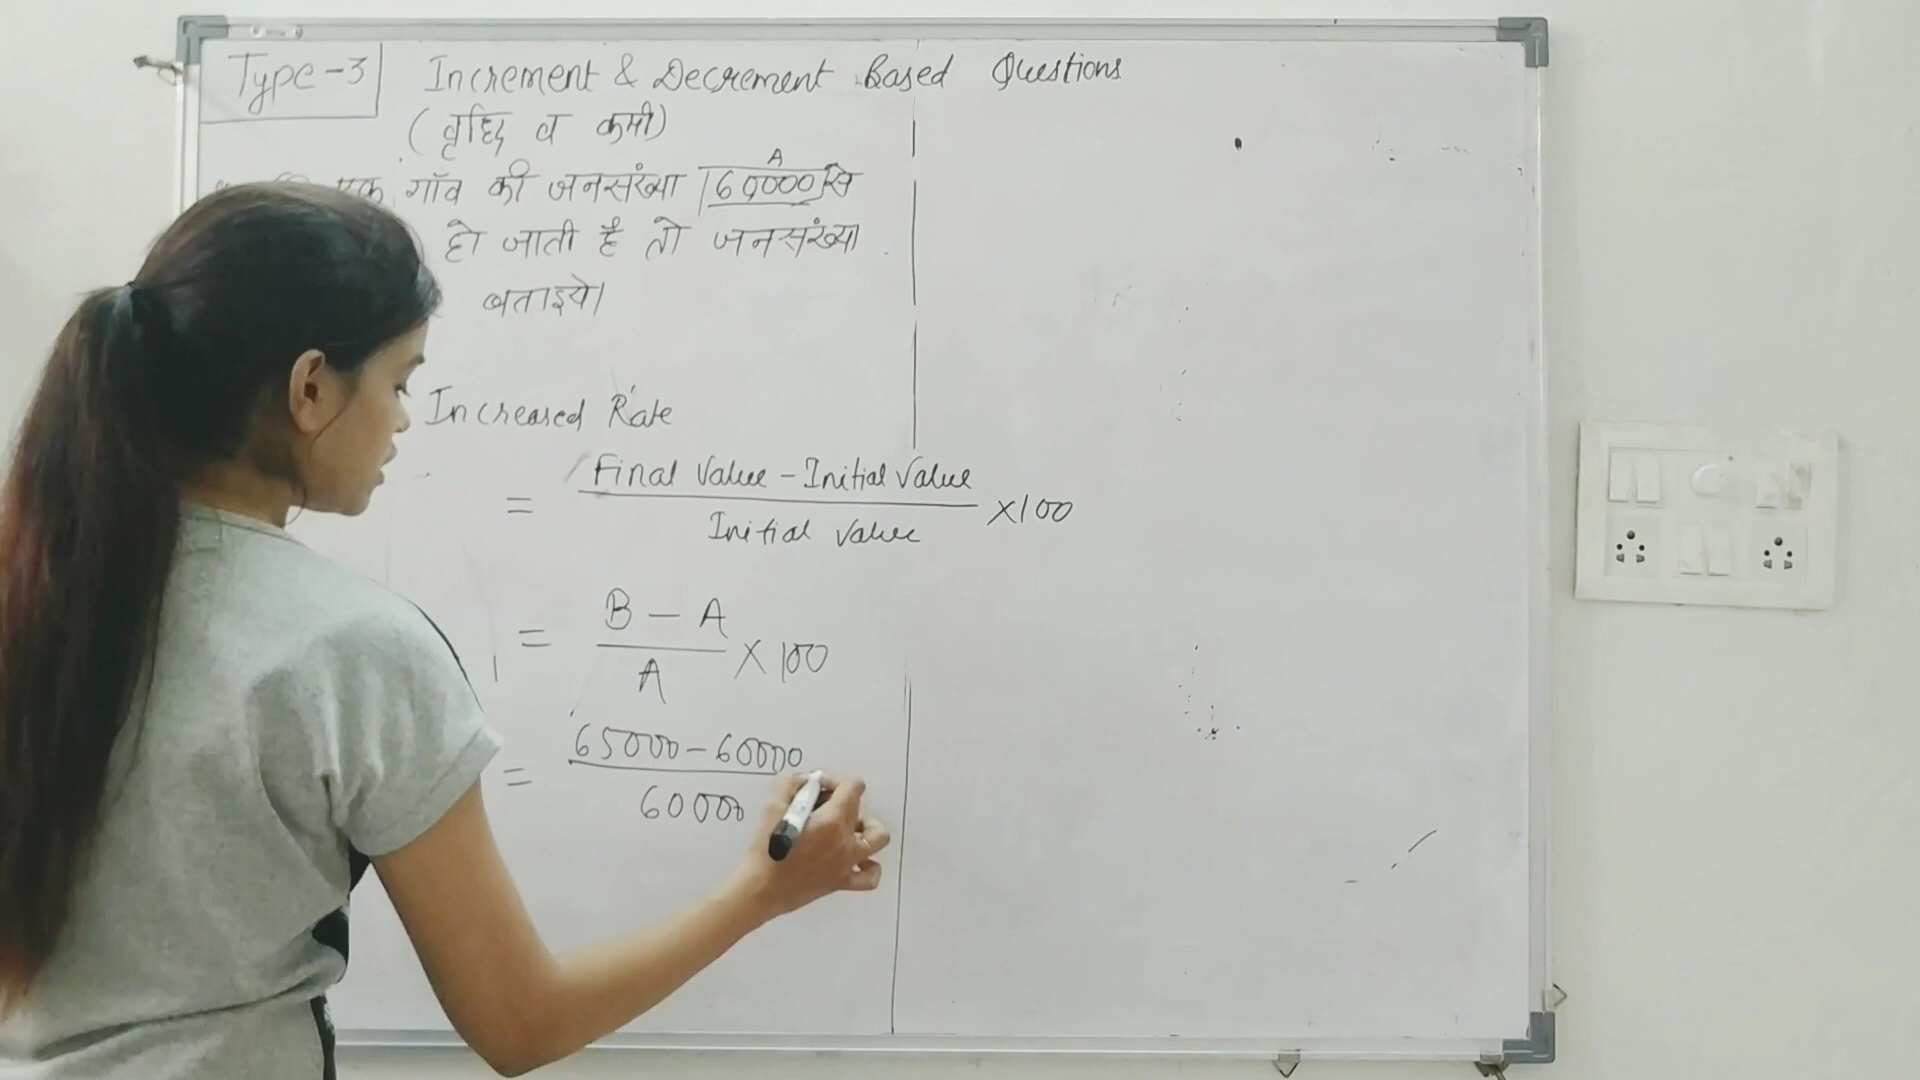 Type-3 Increment & Decrement Based Questions
(वृद्धि व कमी)
एक गाँव की जनसंख्या 60000 से
A
हो जाती है तो जनसंख्या
बताइये।
Increased Rate
= Final Value - Initial Value
Initial Value ×100
= B - A
A ×100
= 65000-60000
60000